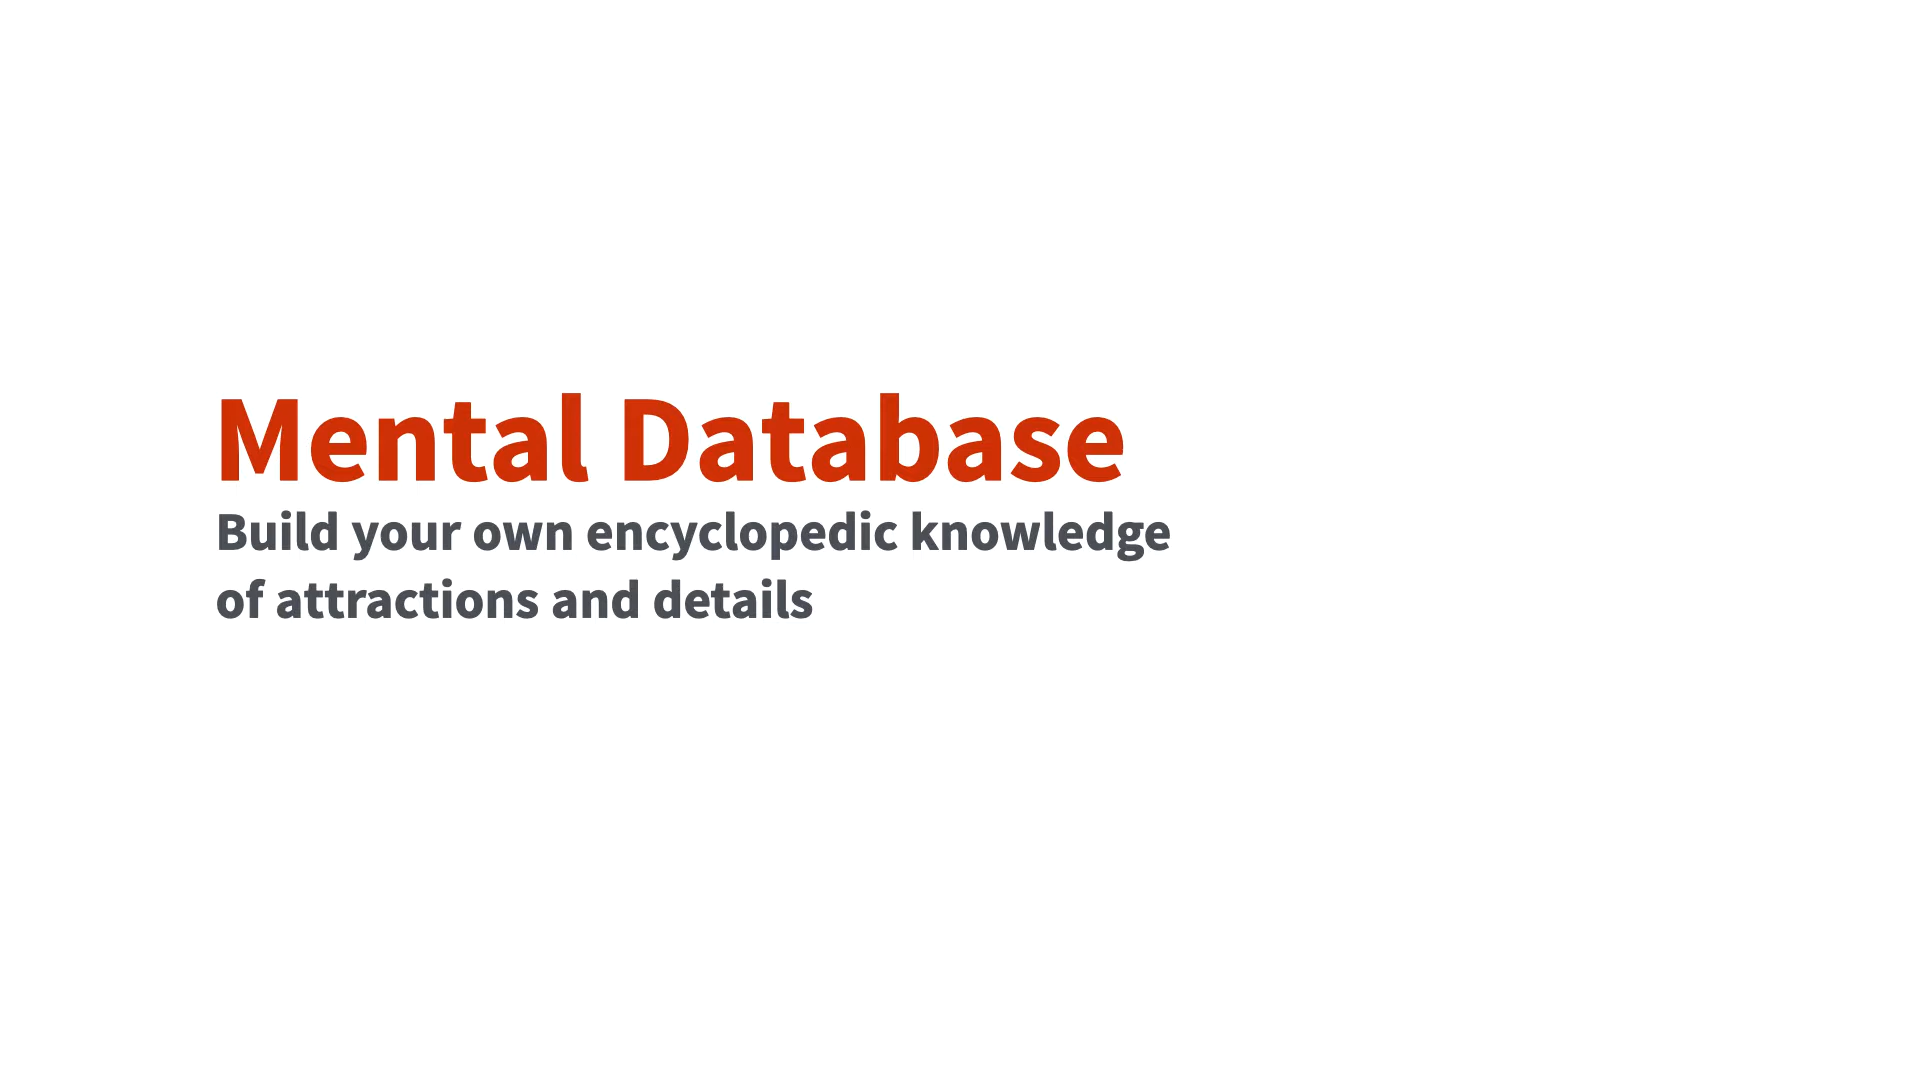 Mental Database
Build your own encyclopedic knowledge
of attractions and details